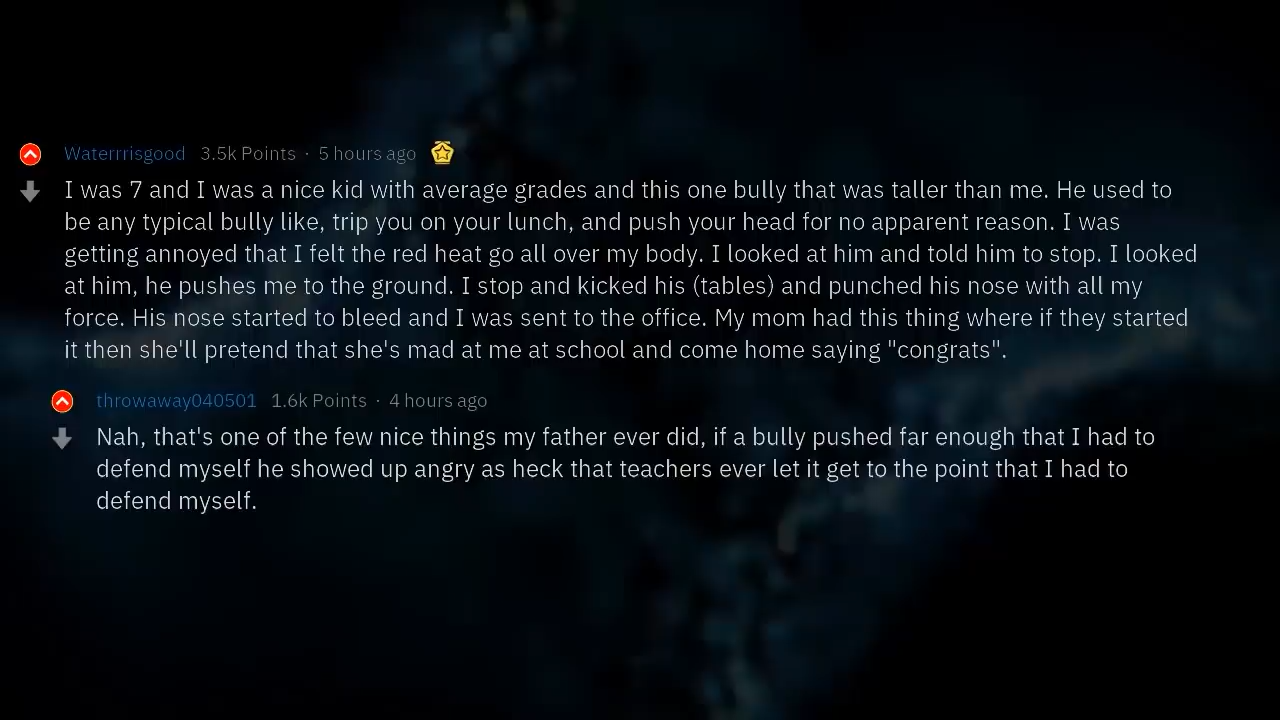 Waterrrisgood 3.5k Points · 5 hours ago
I was 7 and I was a nice kid with average grades and this one bully that was taller than me. He used to
be any typical bully like, trip you on your lunch, and push your head for no apparent reason. I was
getting annoyed that I felt the red heat go all over my body. I looked at him and told him to stop. I looked
at him, he pushes me to the ground. I stop and kicked his (tables) and punched his nose with all my
force. His nose started to bleed and I was sent to the office. My mom had this thing where if they started
it then she'll pretend that she's mad at me at school and come home saying "congrats".
throwaway040501 1.6k Points · 4 hours ago
Nah, that's one of the few nice things my father ever did, if a bully pushed far enough that I had to
defend myself he showed up angry as heck that teachers ever let it get to the point that I had to
defend myself.